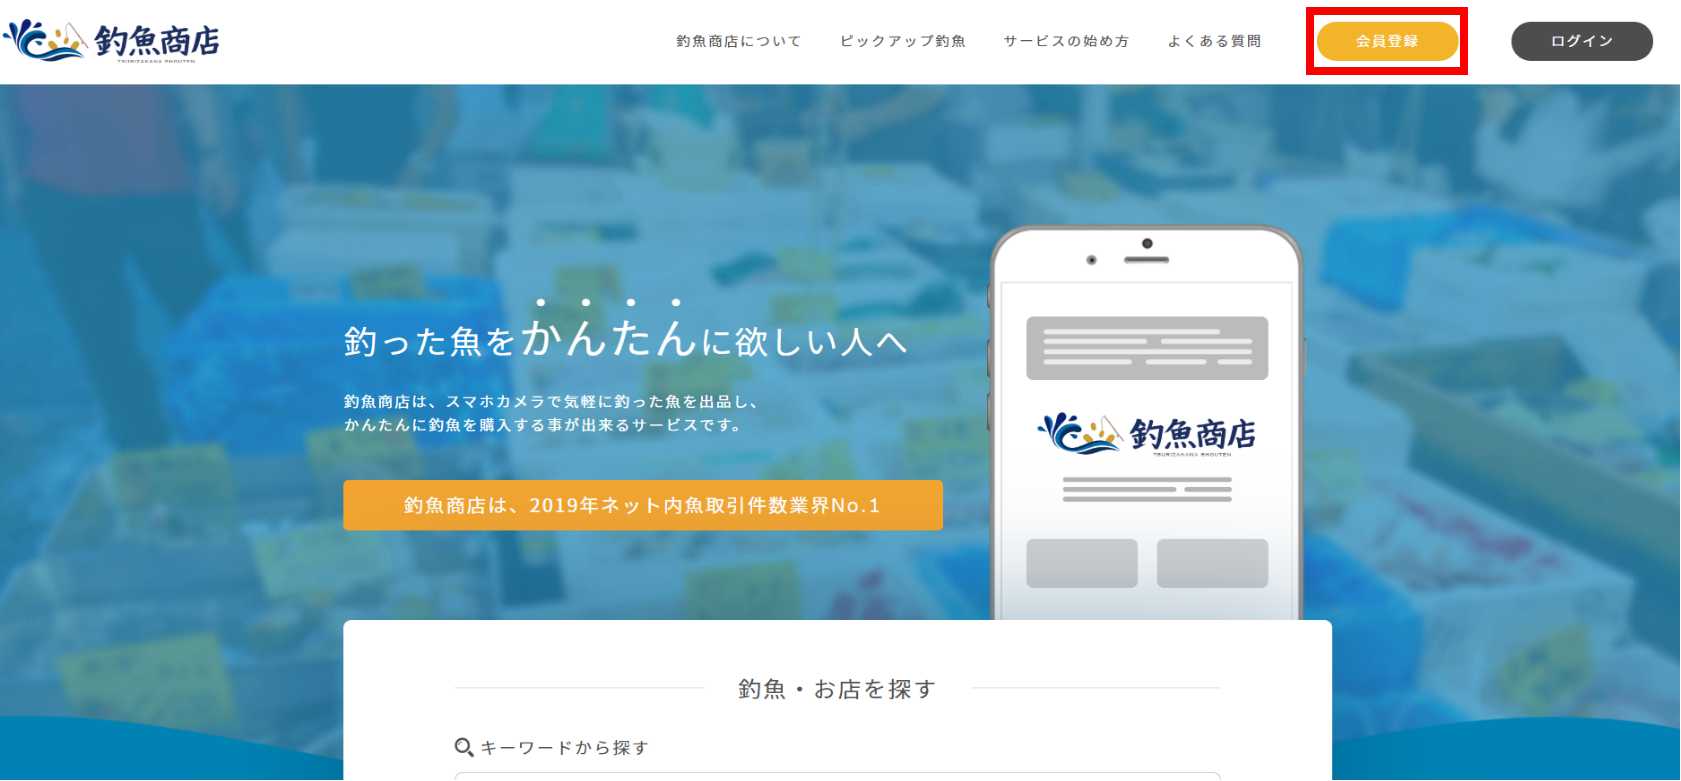 釣魚商店
TSURIZAKANA SHOUTEN
釣魚商店について
ピックアップ釣魚
サービスの始め方
よくある質問
会員登録
ログイン
釣った魚をかんたんに欲しい人へ
釣魚商店は、スマホカメラで気軽に釣った魚を出品し、
かんたんに釣魚を購入する事が出来るサービスです。
釣魚商店は、2019年ネット内魚取引件数業界No.1
釣魚商店
TSURIZAKANA SHOUTEN
釣魚・お店を探す
キーワードから探す